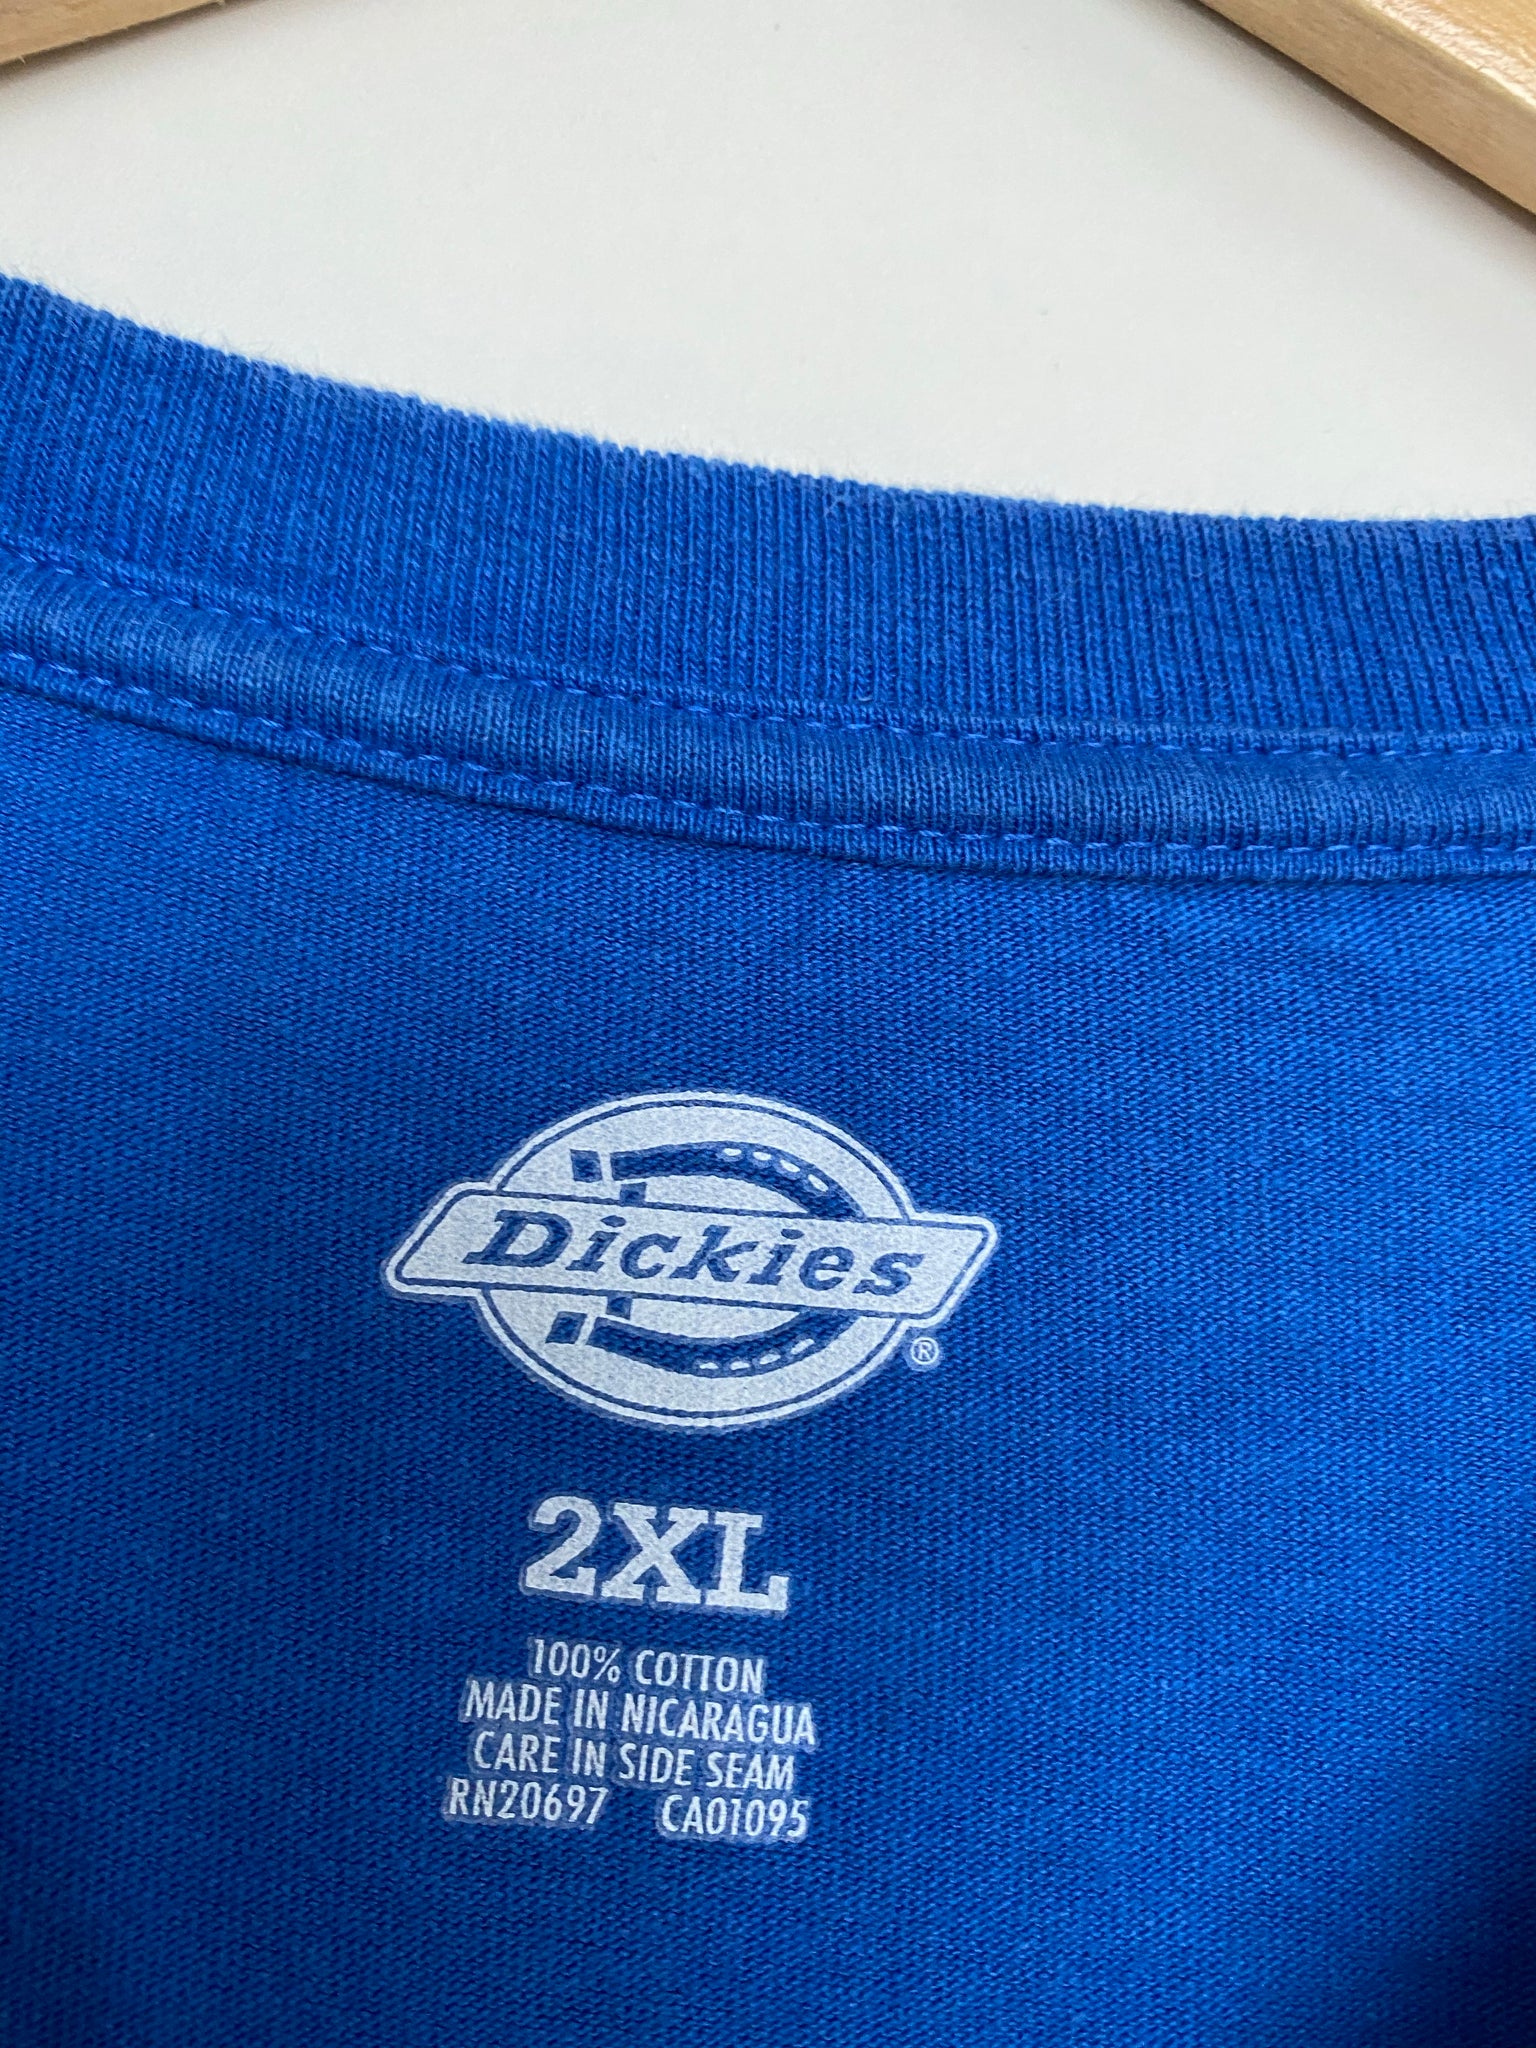 Dickies
®
2XL
100% COTTON
MADE IN NICARAGUA
CARE IN SIDE SEAM
RN20697 CA01095